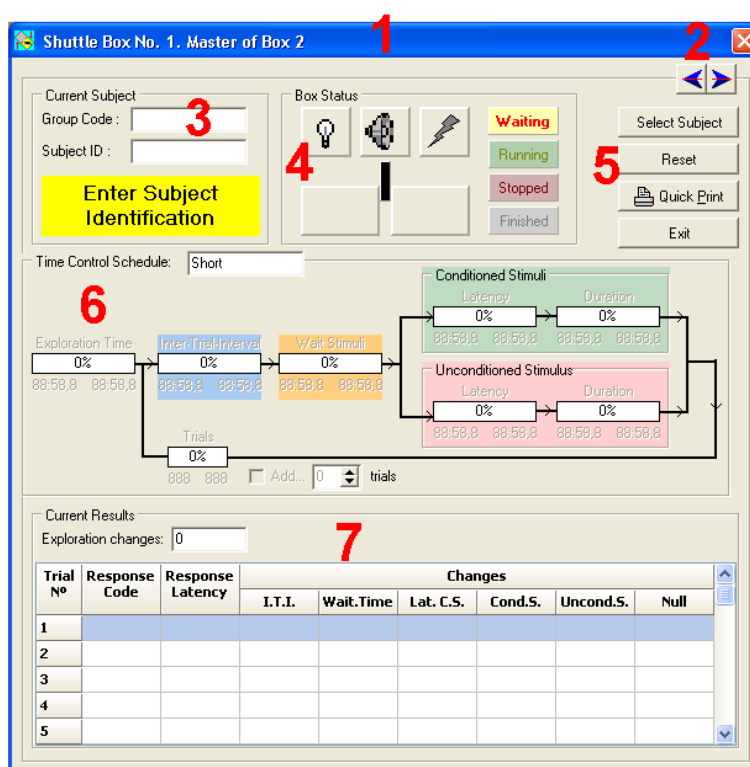 Shuttle Box No. 1. Master of Box 2
1
2
Current Subject
Group Code :
3
Subject ID :
Enter Subject
Identification
Box Status
4
Waiting
Running
Stopped
Finished
5
Select Subject
Reset
Quick Print
Exit
Time Control Schedule: Short
6
Exploration Time
0%
88:58,8 88:58,8
Inter-Trial-Interval
0%
88:58,8 88:58,8
Wait Stimuli
0%
88:58,8 88:58,8
Conditioned Stimuli
Latency Duration
0% 0%
88:58,8 88:58,8 88:58,8 88:58,8
Unconditioned Stimulus
Latency Duration
0% 0%
88:58,8 88:58,8 88:58,8 88:58,8
Trials
0%
888 888
Add... 0 trials
Current Results
Exploration changes: 0
7
Trial Response Response Changes
Nº Code Latency I.T.I. Wait.Time Lat. C.S. Cond.S. Uncond.S. Null
1
2
3
4
5